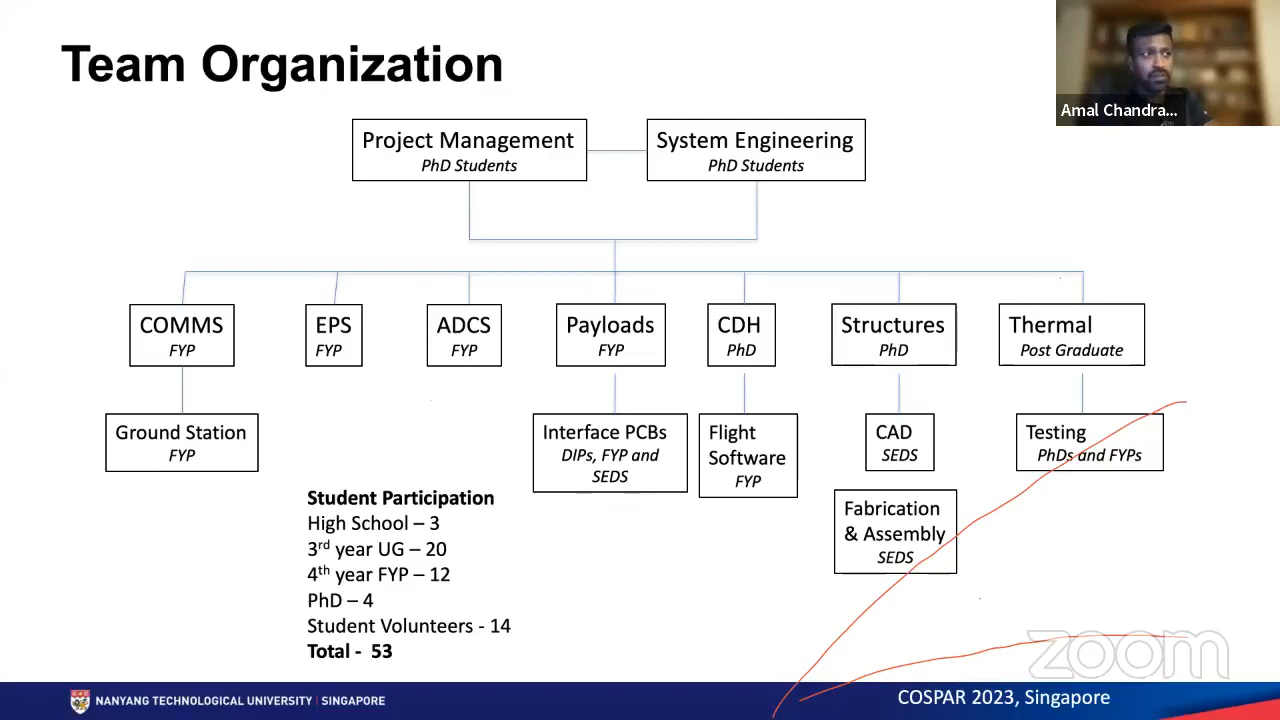 Team Organization
Amal Chandra...
Project Management
PhD Students
System Engineering
PhD Students
COMMS
FYP
EPS
FYP
ADCS
FYP
Payloads
FYP
CDH
PhD
Structures
PhD
Thermal
Post Graduate
Ground Station
FYP
Interface PCBs
DIPs, FYP and
SEDS
Flight
Software
FYP
CAD
SEDS
Testing
PhDs and FYPs
Fabrication
& Assembly
SEDS
Student Participation
High School – 3
3rd year UG – 20
4th year FYP – 12
PhD – 4
Student Volunteers - 14
Total - 53
zoom
NANYANG TECHNOLOGICAL UNIVERSITY | SINGAPORE
COSPAR 2023, Singapore